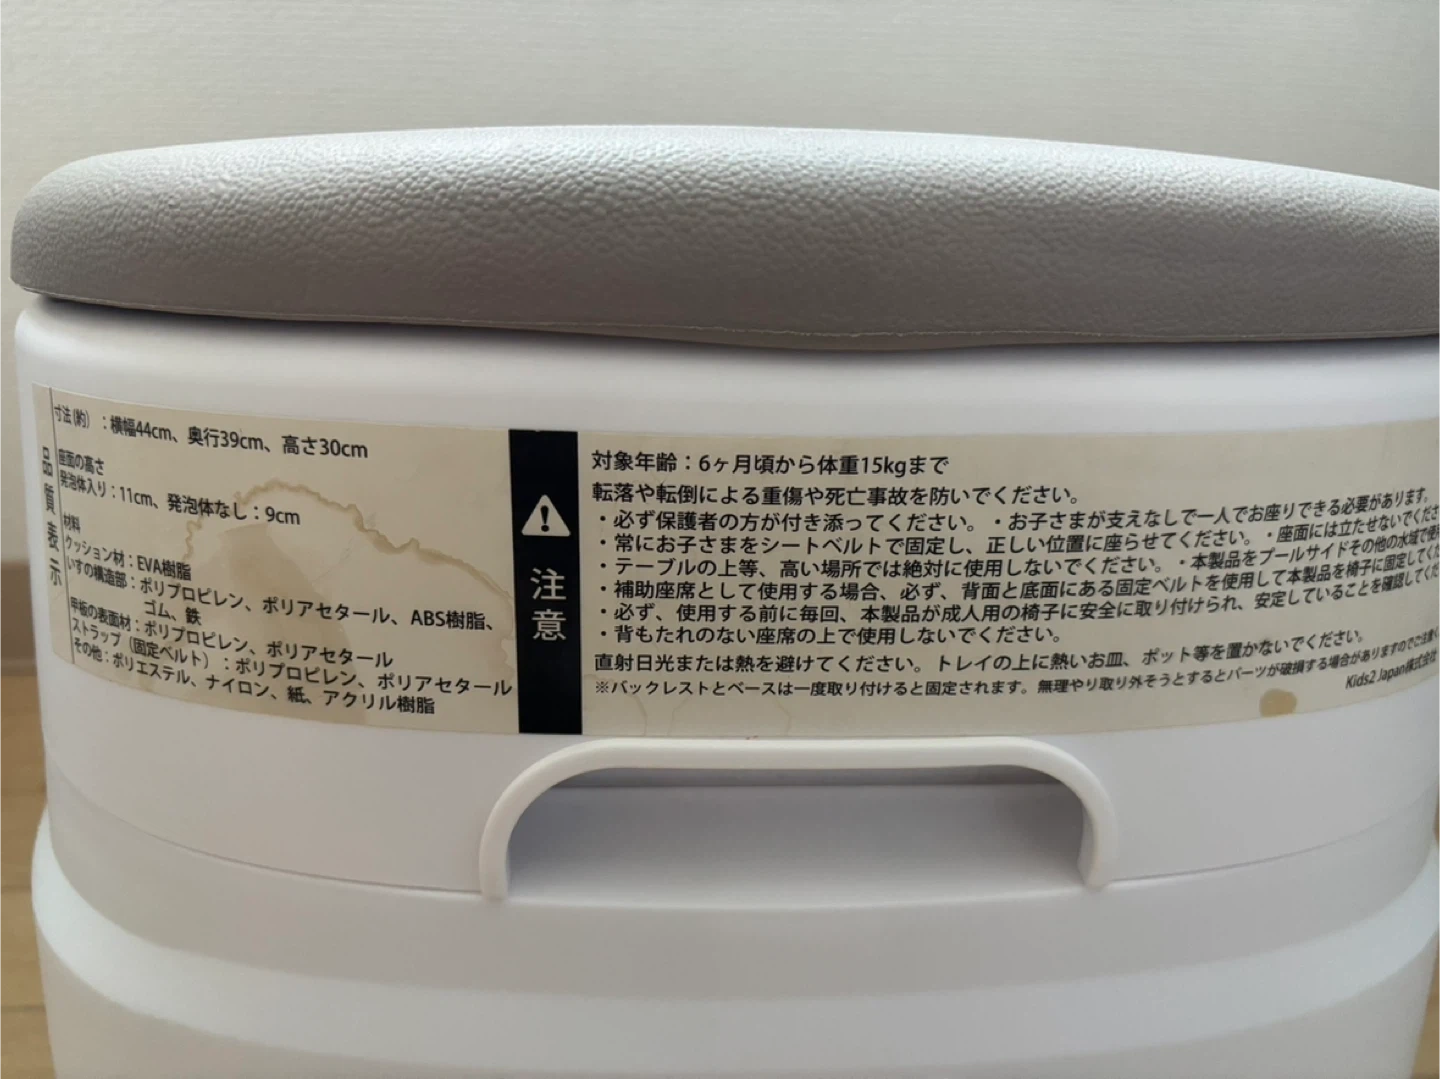 品質表示
寸法(約)：横幅44cm、奥行39cm、高さ30cm
座面の高さ
発泡体入り：11cm、発泡体なし：9cm
材料
クッション材：EVA樹脂
いすの構造部：ポリプロピレン、ポリアセタール、ABS樹脂、
ゴム、鉄
甲板の表面材：ポリプロピレン、ポリアセタール
ストラップ（固定ベルト）：ポリプロピレン、ポリアセタール
その他：ポリエステル、ナイロン、紙、アクリル樹脂
注意
対象年齢：6ヶ月頃から体重15kgまで
転落や転倒による重傷や死亡事故を防いでください。
・必ず保護者の方が付き添ってください。・お子さまが支えなしで一人でお座りできる必要があります。
・常にお子さまをシートベルトで固定し、正しい位置に座らせてください。・座面には立たせないでくださ
・テーブルの上等、高い場所では絶対に使用しないでください。・本製品をプールサイドその他の水域で使用
・補助座席として使用する場合、必ず、背面と底面にある固定ベルトを使用して本製品を椅子に固定してくだ
・必ず、使用する前に毎回、本製品が成人用の椅子に安全に取り付けられ、安定していることを確認してくだ
・背もたれのない座席の上で使用しないでください。
直射日光または熱を避けてください。トレイの上に熱いお皿、ポット等を置かないでください。
※バックレストとベースは一度取り付けると固定されます。無理やり取り外そうとするとパーツが破損する場合がありますのでご注意く
Kids2 Japan株式会社